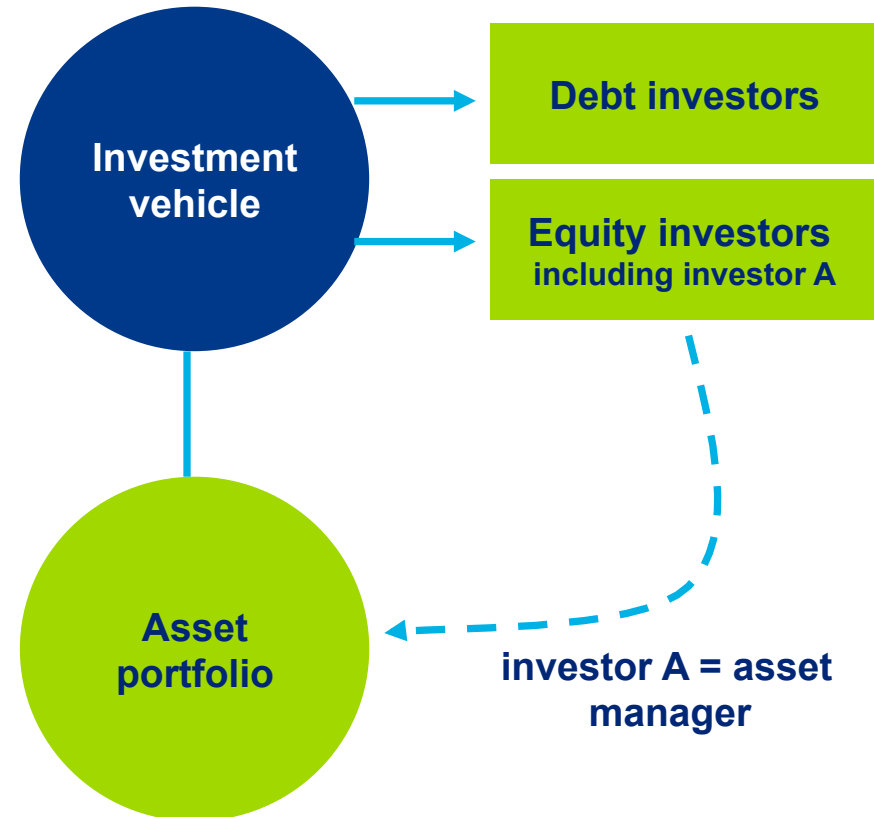 Investment
vehicle
Debt investors
Equity investors
including investor A
Asset
portfolio
investor A = asset
manager